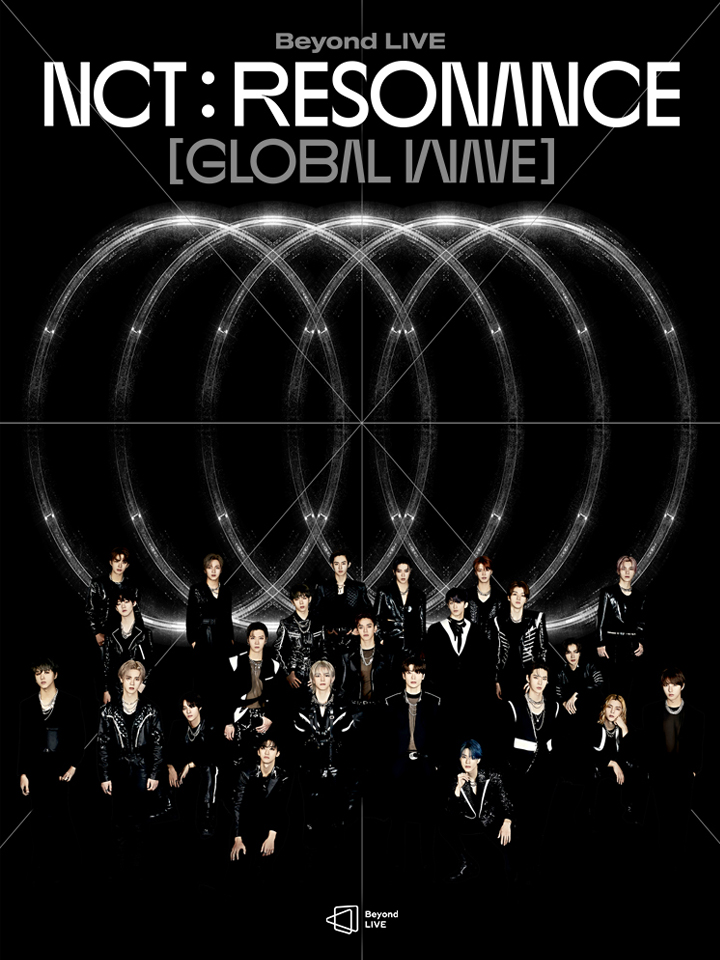 Beyond LIVE
NCT : RESONANCE
[GLOBAL WAVE]
Beyond
LIVE